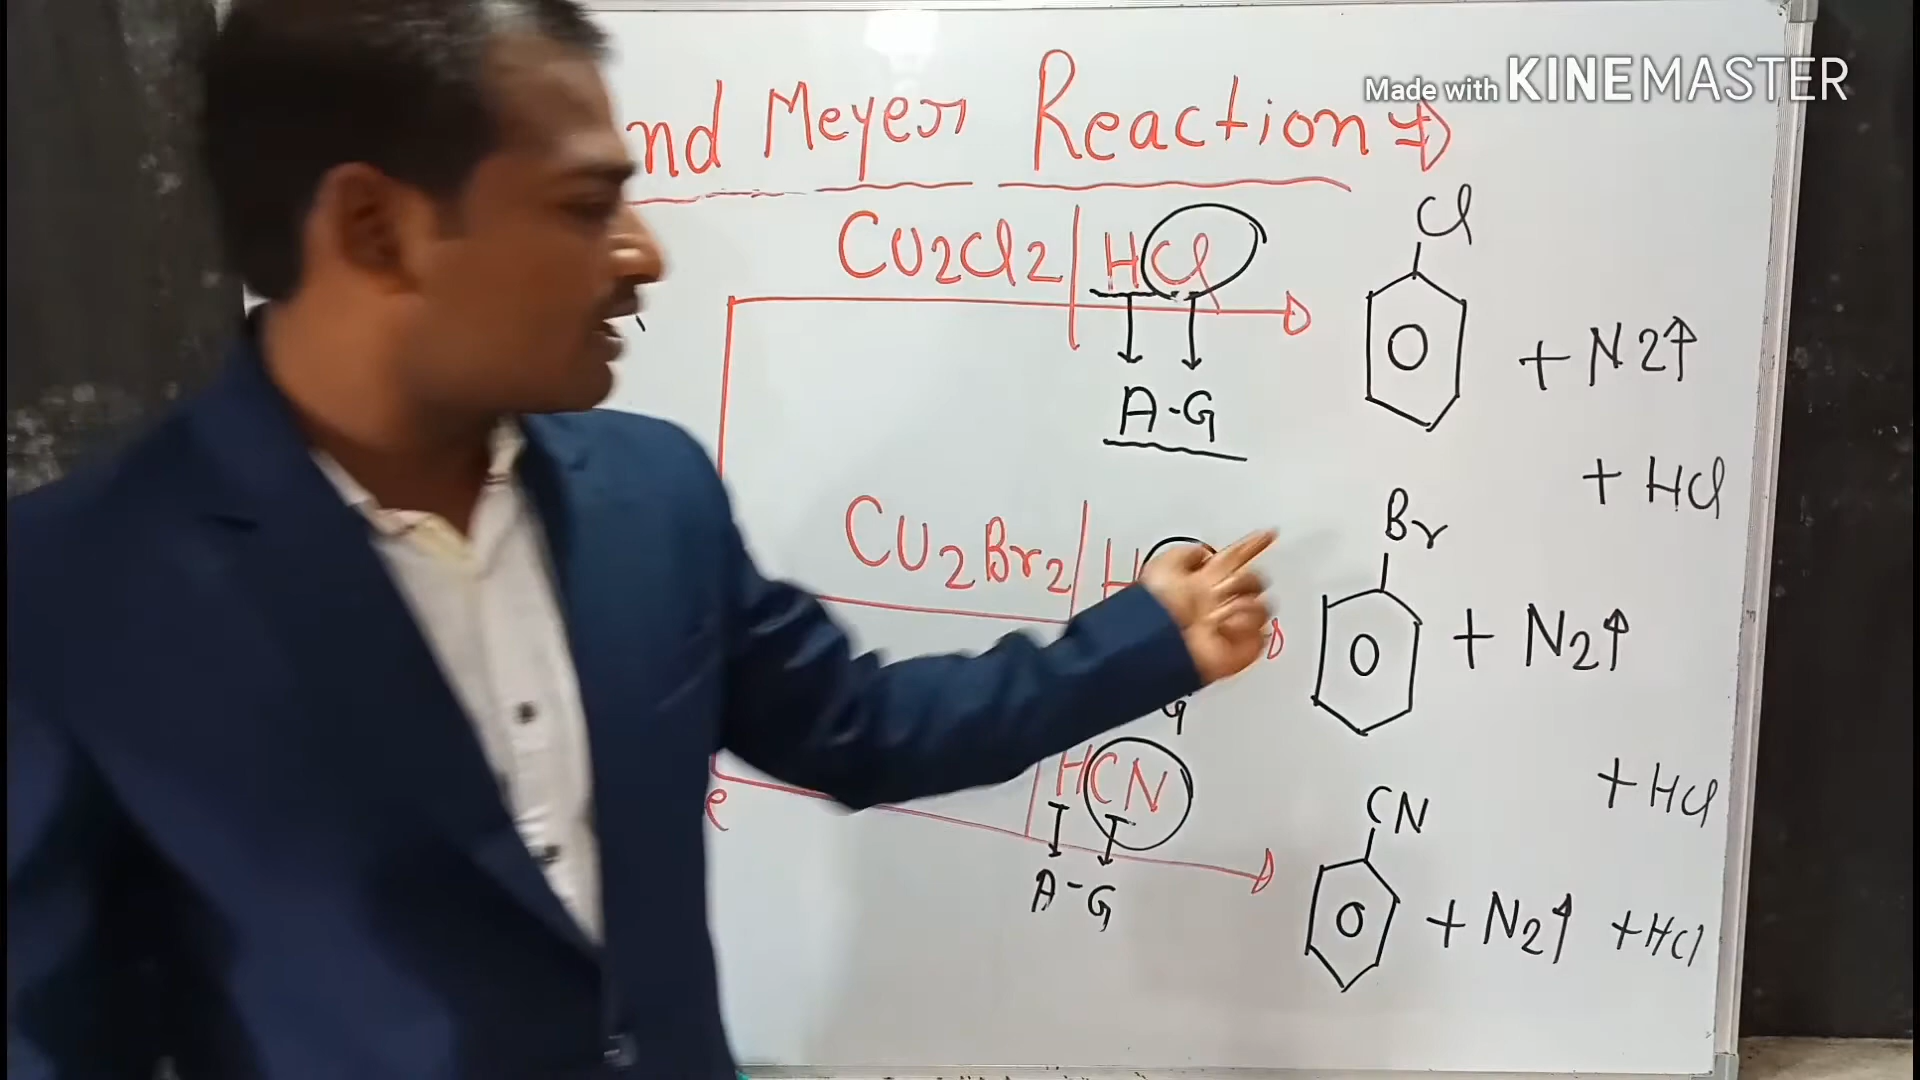 Made with KINEMASTER
nd Meyer Reaction ⇒
Cl
Cu2Cl2 | HCl
+ N2↑
A-G
+ HCl
Br
Cu2Br2 | H
+ N2↑
G
HCN
+ HCl
CN
e
A-G
+ N2↑ + HCl